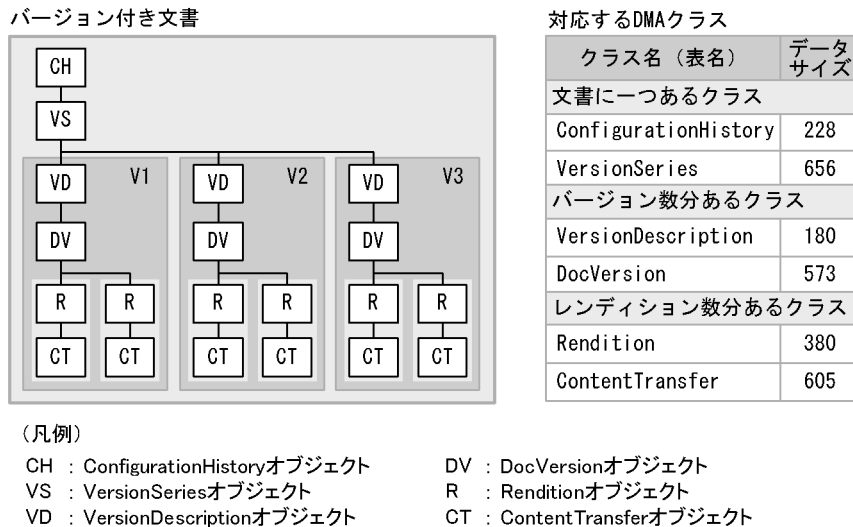 バージョン付き文書
CH
VS
VD V1 VD V2 VD V3
DV DV DV
R R R R R R
CT CT CT CT CT CT
対応するDMAクラス
クラス名（表名） データサイズ
文書に一つあるクラス
ConfigurationHistory 228
VersionSeries 656
バージョン数分あるクラス
VersionDescription 180
DocVersion 573
レンディション数分あるクラス
Rendition 380
ContentTransfer 605
（凡例）
CH : ConfigurationHistoryオブジェクト DV : DocVersionオブジェクト
VS : VersionSeriesオブジェクト R : Renditionオブジェクト
VD : VersionDescriptionオブジェクト CT : ContentTransferオブジェクト